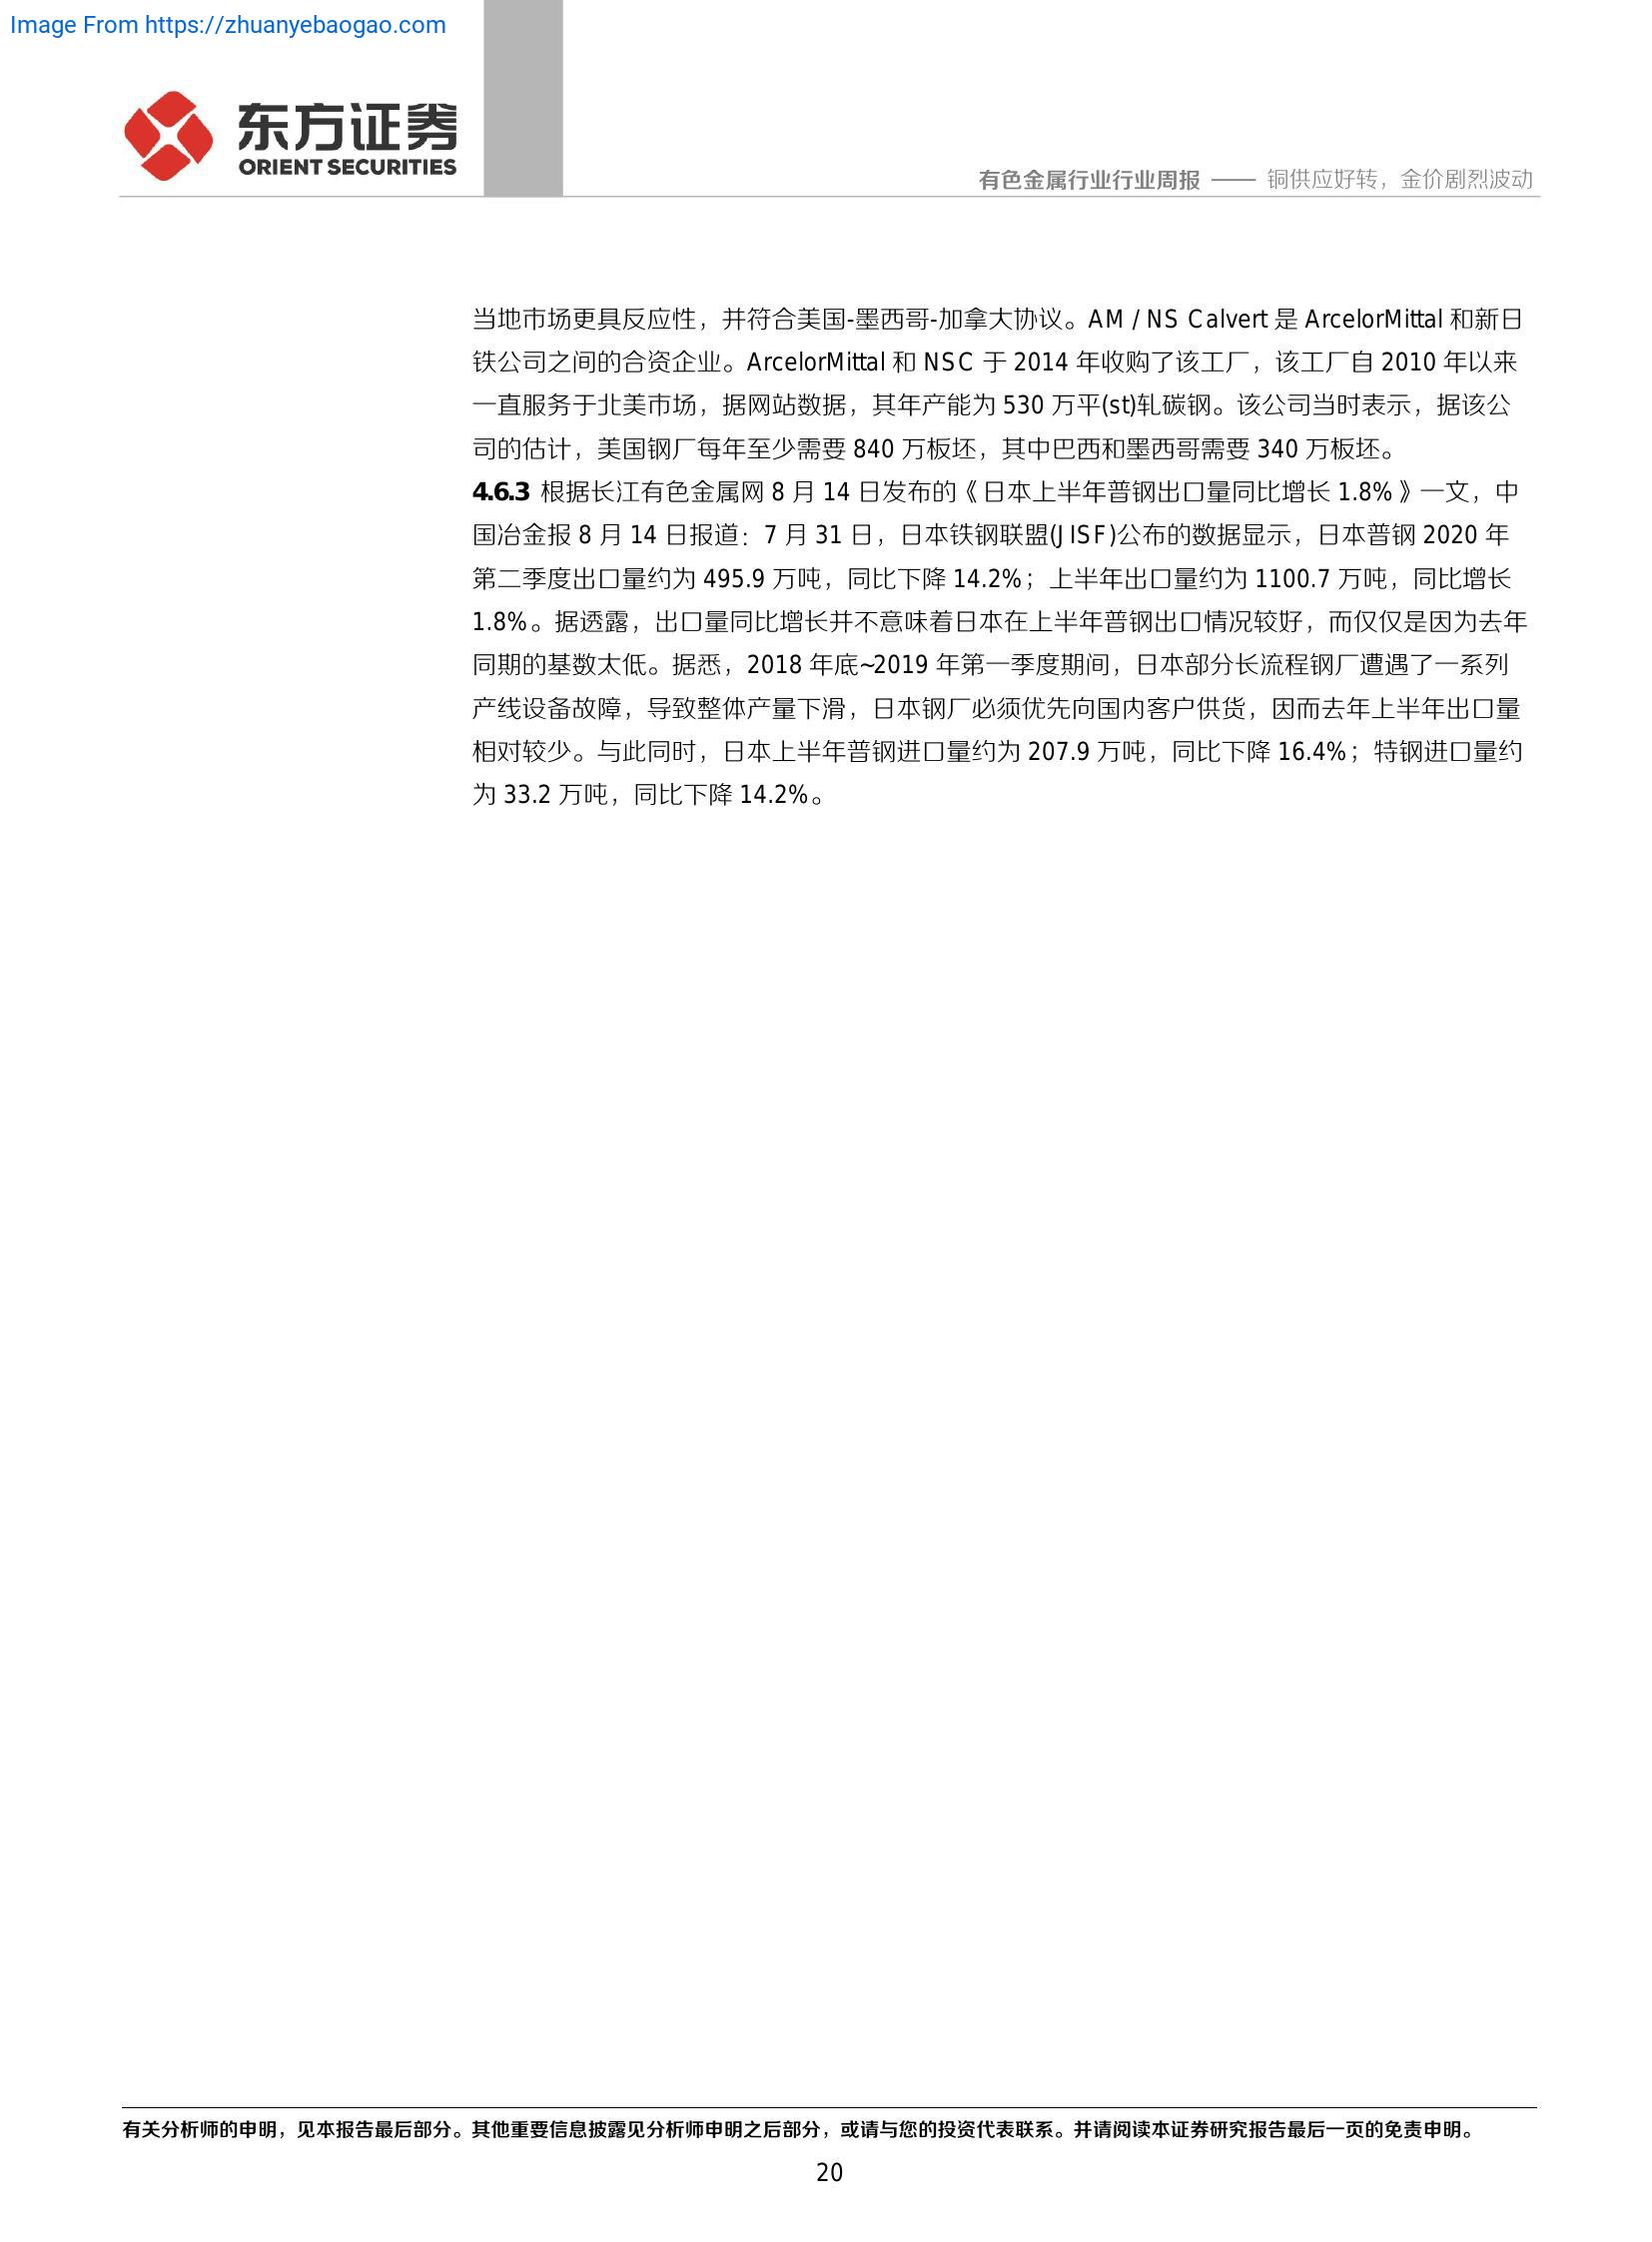 Image From https://zhuanyebaogao.com
东方证券
ORIENT SECURITIES
有色金属行业行业周报 —— 铜供应好转，金价剧烈波动
当地市场更具反应性，并符合美国-墨西哥-加拿大协议。AM / NS Calvert 是 ArcelorMittal 和新日
铁公司之间的合资企业。ArcelorMittal 和 NSC 于 2014 年收购了该工厂，该工厂自 2010 年以来
一直服务于北美市场，据网站数据，其年产能为 530 万平(st)轧碳钢。该公司当时表示，据该公
司的估计，美国钢厂每年至少需要 840 万板坯，其中巴西和墨西哥需要 340 万板坯。
4.6.3 根据长江有色金属网 8 月 14 日发布的《日本上半年普钢出口量同比增长 1.8%》一文，中
国冶金报 8 月 14 日报道：7 月 31 日，日本铁钢联盟(JISF)公布的数据显示，日本普钢 2020 年
第二季度出口量约为 495.9 万吨，同比下降 14.2%；上半年出口量约为 1100.7 万吨，同比增长
1.8%。据透露，出口量同比增长并不意味着日本在上半年普钢出口情况较好，而仅仅是因为去年
同期的基数太低。据悉，2018 年底~2019 年第一季度期间，日本部分长流程钢厂遭遇了一系列
产线设备故障，导致整体产量下滑，日本钢厂必须优先向国内客户供货，因而去年上半年出口量
相对较少。与此同时，日本上半年普钢进口量约为 207.9 万吨，同比下降 16.4%；特钢进口量约
为 33.2 万吨，同比下降 14.2%。
有关分析师的申明，见本报告最后部分。其他重要信息披露见分析师申明之后部分，或请与您的投资代表联系。并请阅读本证券研究报告最后一页的免责申明。
20